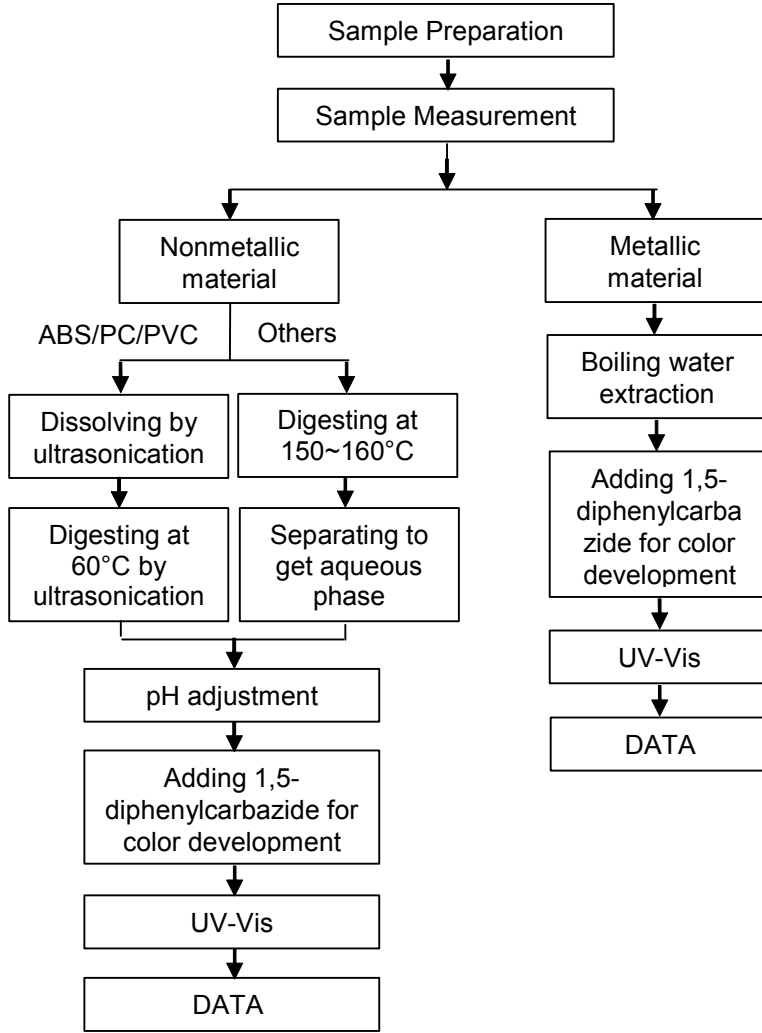 Sample Preparation
Sample Measurement
Nonmetallic
material
Metallic
material
ABS/PC/PVC
Others
Boiling water
extraction
Dissolving by
ultrasonication
Digesting at
150~160°C
Adding 1,5-
diphenylcarba
zide for color
development
Digesting at
60°C by
ultrasonication
Separating to
get aqueous
phase
UV-Vis
pH adjustment
DATA
Adding 1,5-
diphenylcarbazide for
color development
UV-Vis
DATA